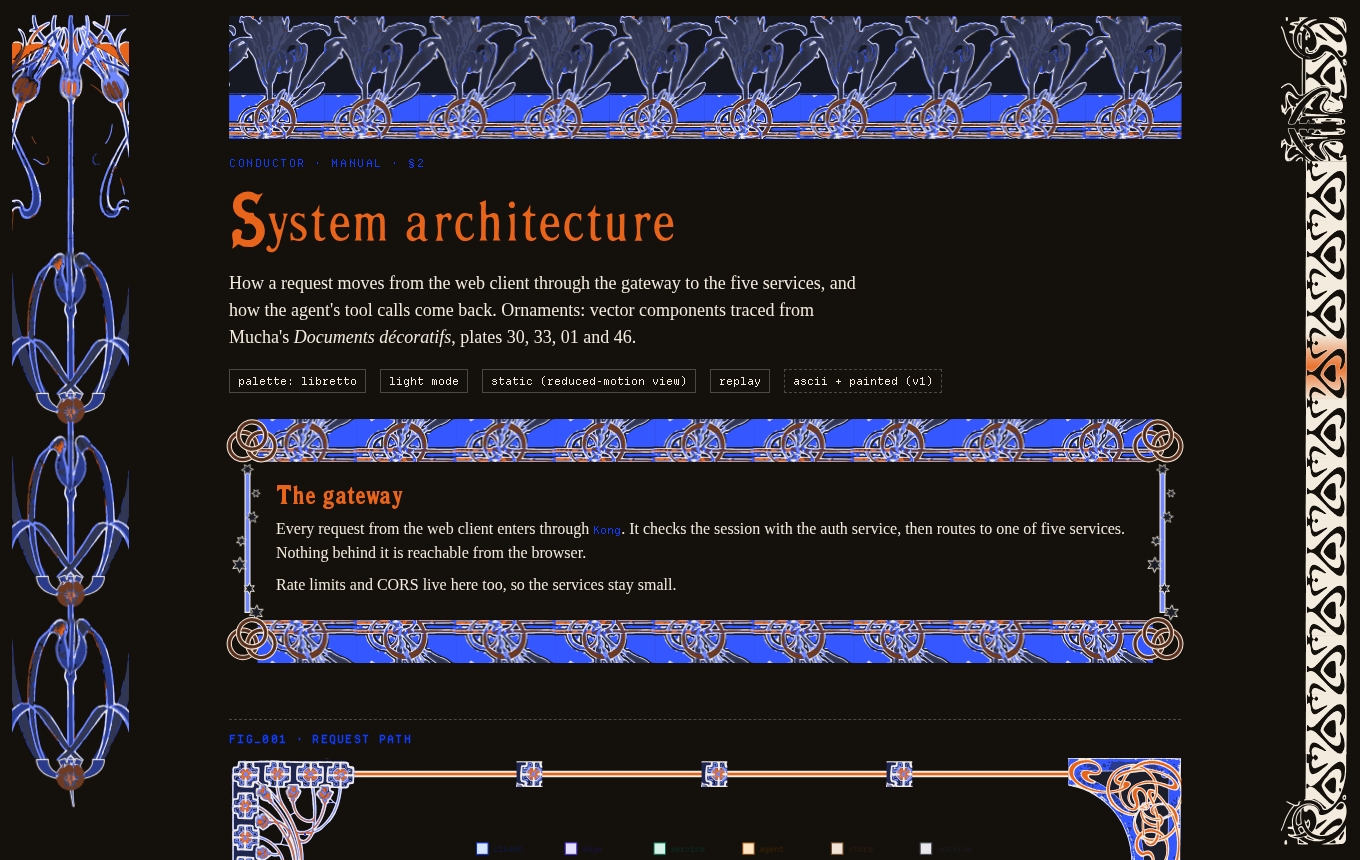 CONDUCTOR · MANUAL · §2
System architecture
How a request moves from the web client through the gateway to the five services, and
how the agent's tool calls come back. Ornaments: vector components traced from
Mucha's Documents décoratifs, plates 30, 33, 01 and 46.
palette: libretto
light mode
static (reduced-motion view)
replay
ascii + painted (v1)
The gateway
Every request from the web client enters through Kong. It checks the session with the auth service, then routes to one of five services.
Nothing behind it is reachable from the browser.
Rate limits and CORS live here too, so the services stay small.
FIG_001 · REQUEST PATH
service
agent